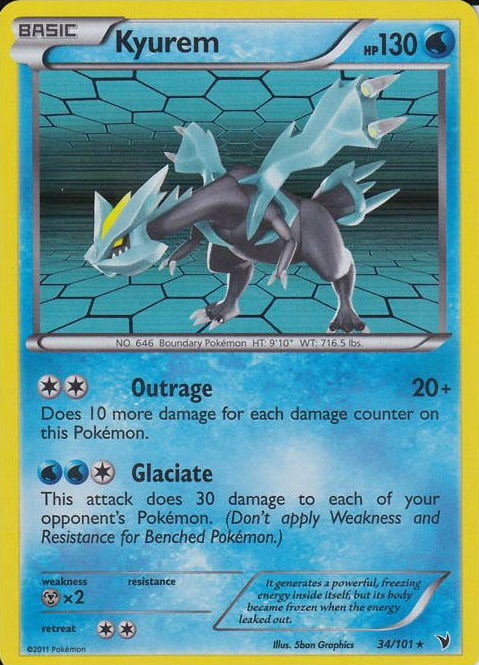 BASIC
Kyurem
HP130
NO. 646 Boundary Pokémon HT: 9'10" WT: 716.5 lbs.
Outrage 20+
Does 10 more damage for each damage counter on
this Pokémon.
Glaciate
This attack does 30 damage to each of your
opponent's Pokémon. (Don't apply Weakness and
Resistance for Benched Pokémon.)
weakness resistance
×2
retreat
It generates a powerful, freezing
energy inside itself, but its body
became frozen when the energy
leaked out.
Illus. 5ban Graphics 34/101★
©2011 Pokémon